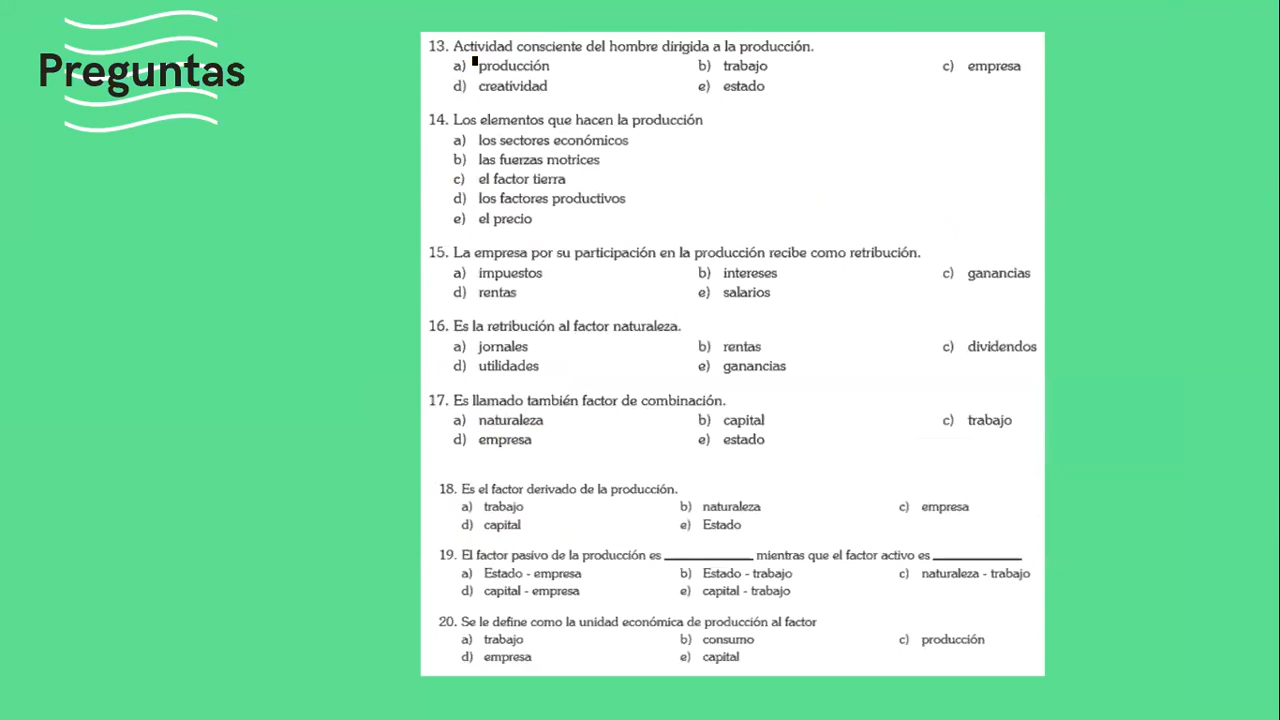 Preguntas
13. Actividad consciente del hombre dirigida a la producción.
a) producción b) trabajo c) empresa
d) creatividad e) estado
14. Los elementos que hacen la producción
a) los sectores económicos
b) las fuerzas motrices
c) el factor tierra
d) los factores productivos
e) el precio
15. La empresa por su participación en la producción recibe como retribución.
a) impuestos b) intereses c) ganancias
d) rentas e) salarios
16. Es la retribución al factor naturaleza.
a) jornales b) rentas c) dividendos
d) utilidades e) ganancias
17. Es llamado también factor de combinación.
a) naturaleza b) capital c) trabajo
d) empresa e) estado
18. Es el factor derivado de la producción.
a) trabajo b) naturaleza c) empresa
d) capital e) Estado
19. El factor pasivo de la producción es ____________ mientras que el factor activo es ____________
a) Estado - empresa b) Estado - trabajo c) naturaleza - trabajo
d) capital - empresa e) capital - trabajo
20. Se le define como la unidad económica de producción al factor
a) trabajo b) consumo c) producción
d) empresa e) capital